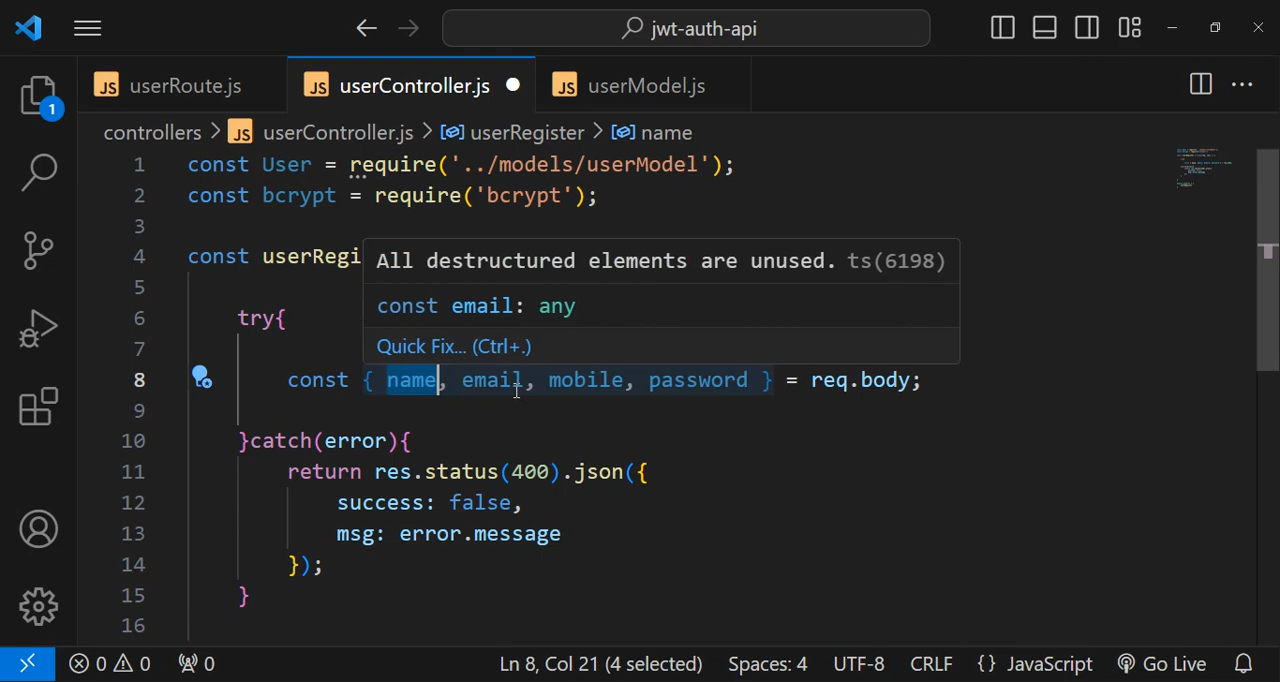 jwt-auth-api
JS userRoute.js
JS userController.js
JS userModel.js
1
controllers > JS userController.js > userRegister > name
1 const User = require('../models/userModel');
2 const bcrypt = require('bcrypt');
3
4 const userRegi
All destructured elements are unused. ts(6198)
5
const email: any
6 try{
Quick Fix... (Ctrl+.)
7
8 const { name, email, mobile, password } = req.body;
9
10 }catch(error){
11 return res.status(400).json({
12 success: false,
13 msg: error.message
14 });
15 }
16
0 0 0 Ln 8, Col 21 (4 selected) Spaces: 4 UTF-8 CRLF {} JavaScript Go Live